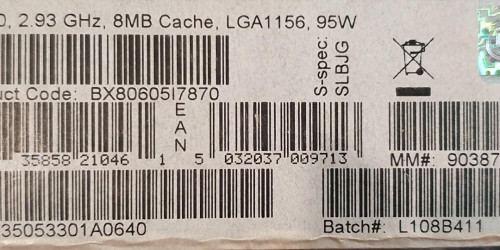 0, 2.93 GHz, 8MB Cache, LGA1156, 95W
S-spec:
SLBJG
uct Code: BX80605I7870
EAN
35858 21046 1
5 032037 009713
MM#: 90387
35053301A0640
Batch#: L108B411